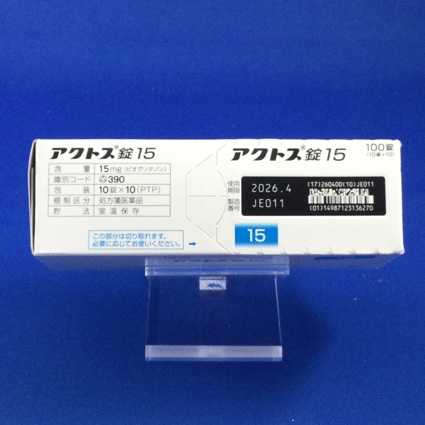 アクトス®錠15
含量 15mg(ピオグリタゾン)
識別コード 390
包装 10錠×10(PTP)
規制区分 処方箋医薬品
貯法 室温保存
この部分は切り取れます。
必要に応じてお使いください。
アクトス®錠15
100錠
(10錠×10)
使用期限 2026.4
製造番号 JE011
(17)260400(10)JE011
(01)14987123136270
15